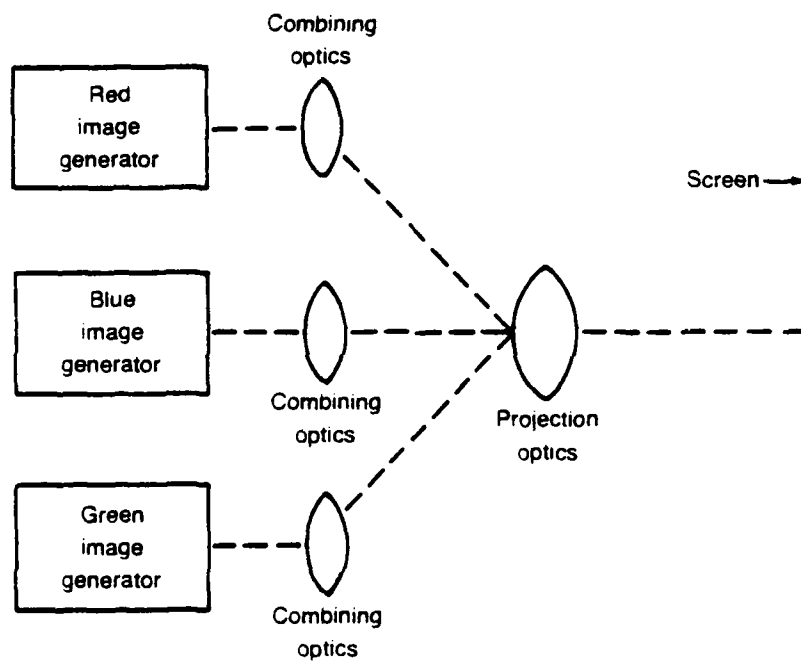 Combining
optics
Red
image
generator
Screen
Blue
image
generator
Combining
optics
Projection
optics
Green
image
generator
Combining
optics